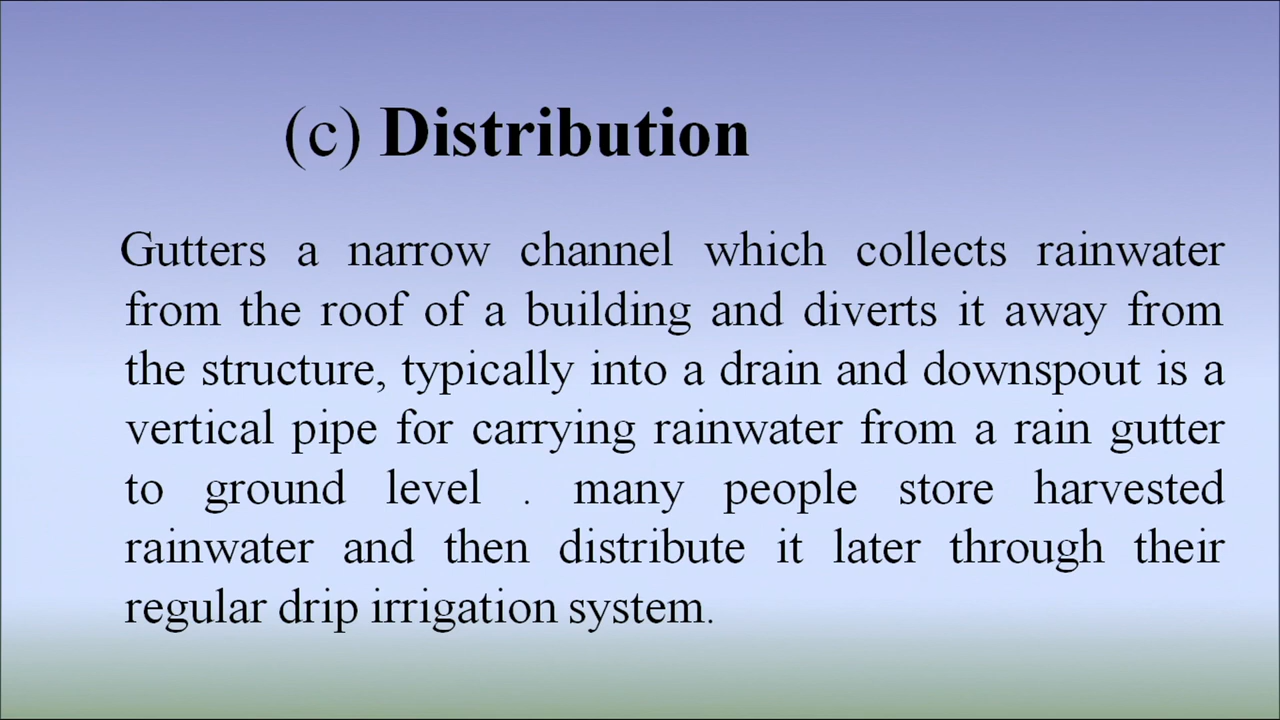 (c) Distribution
Gutters a narrow channel which collects rainwater
from the roof of a building and diverts it away from
the structure, typically into a drain and downspout is a
vertical pipe for carrying rainwater from a rain gutter
to ground level . many people store harvested
rainwater and then distribute it later through their
regular drip irrigation system.